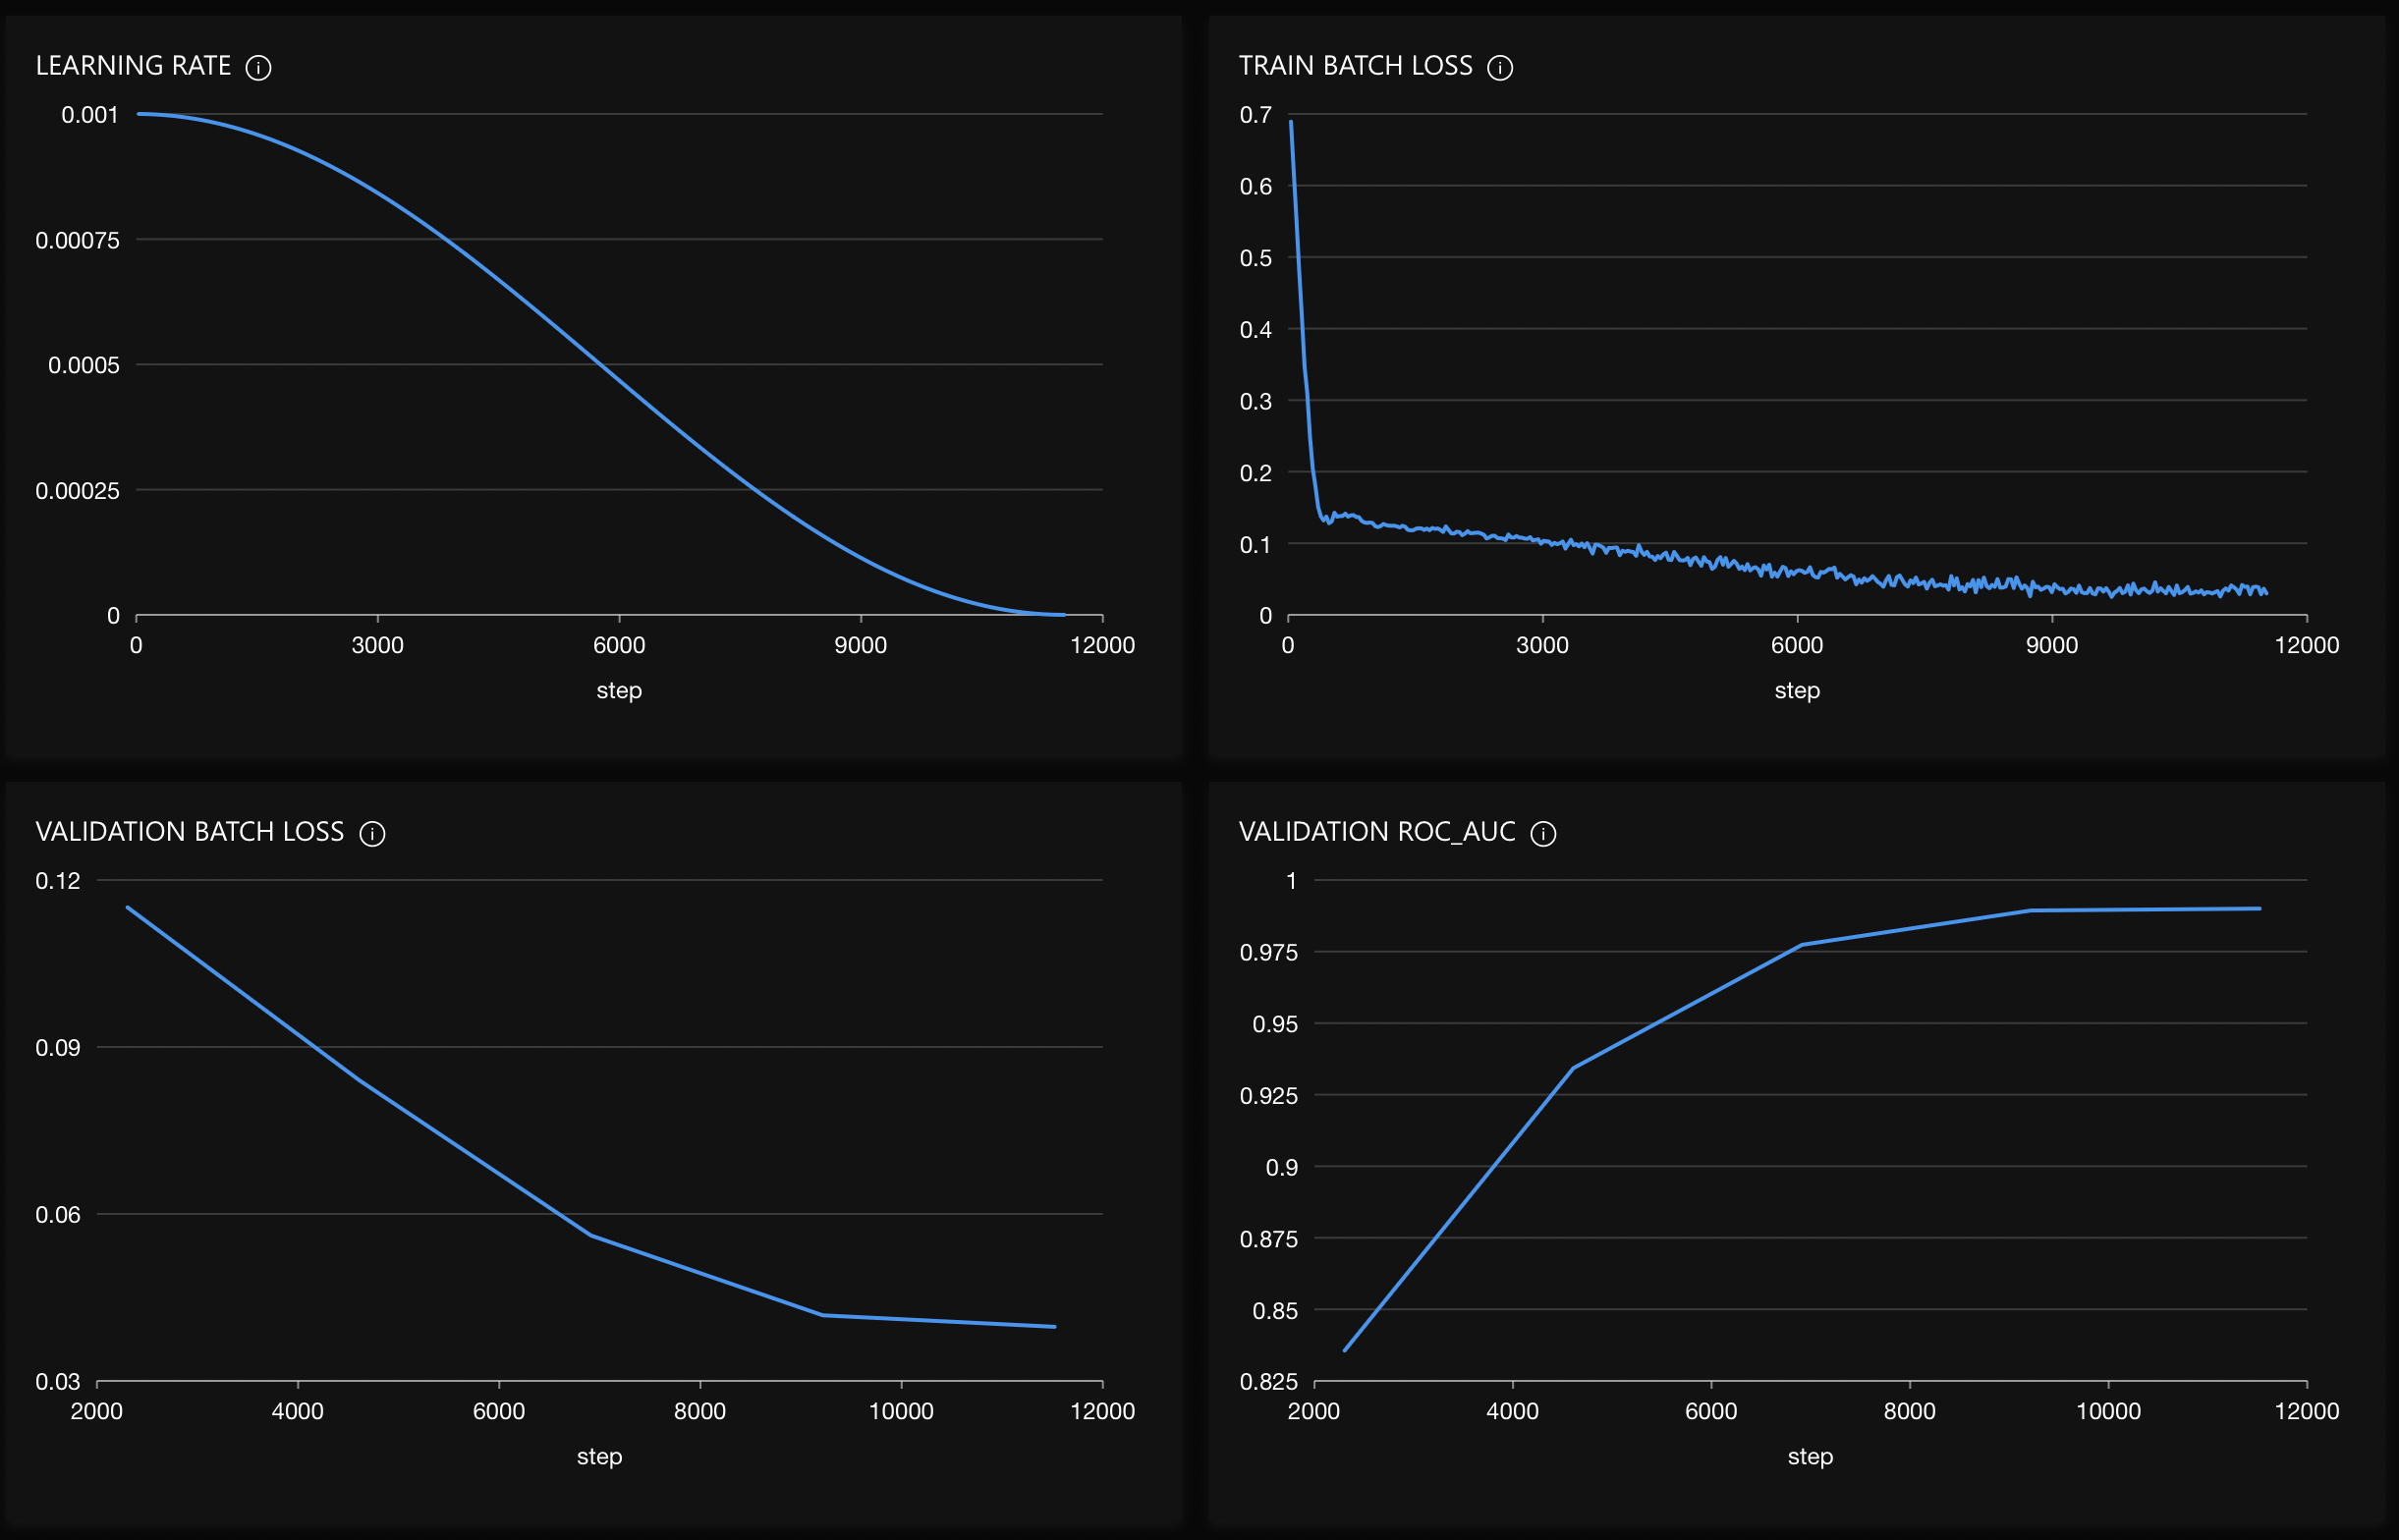 LEARNING RATE
0.001
0.00075
0.0005
0.00025
0
0 3000 6000 9000 12000
step
TRAIN BATCH LOSS
0.7
0.6
0.5
0.4
0.3
0.2
0.1
0
0 3000 6000 9000 12000
step
VALIDATION BATCH LOSS
0.12
0.09
0.06
0.03
2000 4000 6000 8000 10000 12000
step
VALIDATION ROC_AUC
1
0.975
0.95
0.925
0.9
0.875
0.85
0.825
2000 4000 6000 8000 10000 12000
step